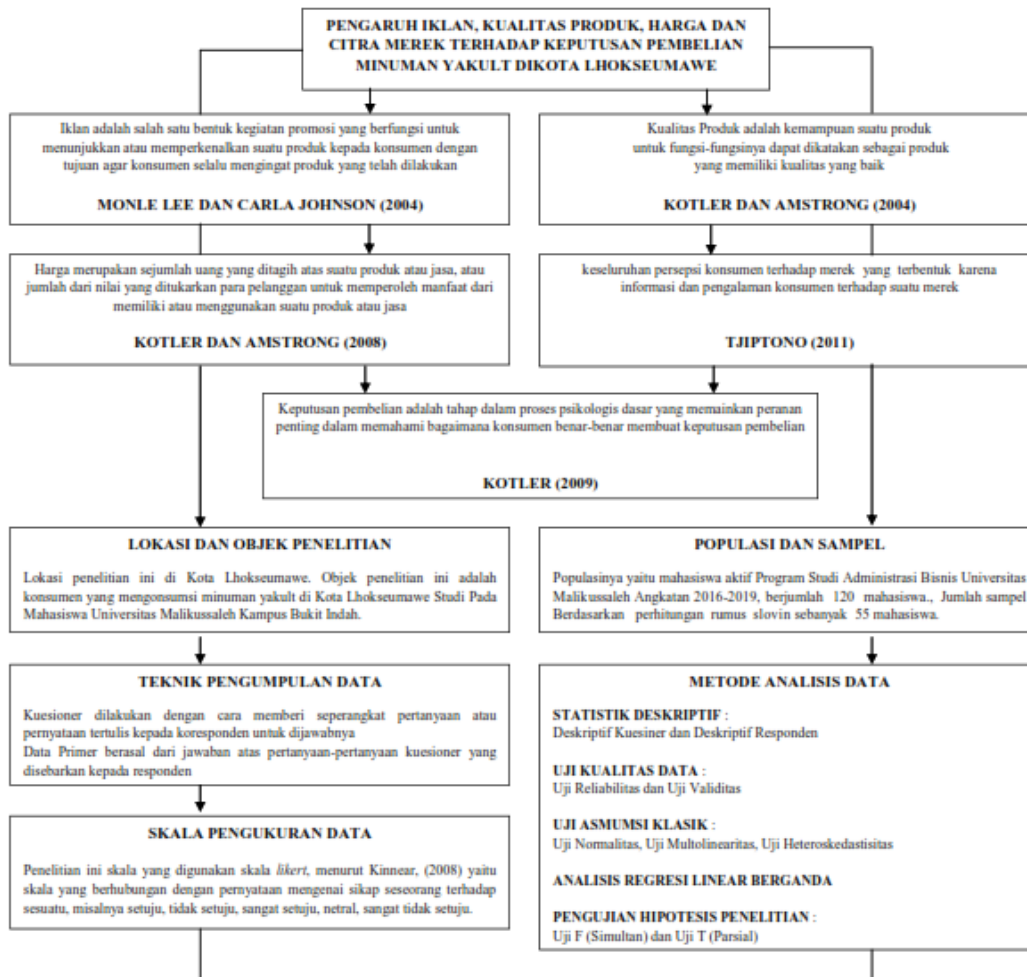 PENGARUH IKLAN, KUALITAS PRODUK, HARGA DAN
CITRA MEREK TERHADAP KEPUTUSAN PEMBELIAN
MINUMAN YAKULT DIKOTA LHOKSEUMAWE
Iklan adalah salah satu bentuk kegiatan promosi yang berfungsi untuk
menunjukkan atau memperkenalkan suatu produk kepada konsumen dengan
tujuan agar konsumen selalu mengingat produk yang telah dilakukan
MONLE LEE DAN CARLA JOHNSON (2004)
Kualitas Produk adalah kemampuan suatu produk
untuk fungsi-fungsinya dapat dikatakan sebagai produk
yang memiliki kualitas yang baik
KOTLER DAN AMSTRONG (2004)
Harga merupakan sejumlah uang yang ditagih atas suatu produk atau jasa, atau
jumlah dari nilai yang ditukarkan para pelanggan untuk memperoleh manfaat dari
memiliki atau menggunakan suatu produk atau jasa
KOTLER DAN AMSTRONG (2008)
keseluruhan persepsi konsumen terhadap merek yang terbentuk karena
informasi dan pengalaman konsumen terhadap suatu merek
TJIPTONO (2011)
Keputusan pembelian adalah tahap dalam proses psikologis dasar yang memainkan peranan
penting dalam memahami bagaimana konsumen benar-benar membuat keputusan pembelian
KOTLER (2009)
LOKASI DAN OBJEK PENELITIAN
Lokasi penelitian ini di Kota Lhokseumawe. Objek penelitian ini adalah
konsumen yang mengonsumsi minuman yakult di Kota Lhokseumawe Studi Pada
Mahasiswa Universitas Malikussaleh Kampus Bukit Indah.
POPULASI DAN SAMPEL
Populasinya yaitu mahasiswa aktif Program Studi Administrasi Bisnis Universitas
Malikussaleh Angkatan 2016-2019, berjumlah 120 mahasiswa., Jumlah sampel
Berdasarkan perhitungan rumus slovin sebanyak 55 mahasiswa.
TEKNIK PENGUMPULAN DATA
Kuesioner dilakukan dengan cara memberi seperangkat pertanyaan atau
pernyataan tertulis kepada koresponden untuk dijawabnya
Data Primer berasal dari jawaban atas pertanyaan-pertanyaan kuesioner yang
disebarkan kepada responden
SKALA PENGUKURAN DATA
Penelitian ini skala yang digunakan skala likert, menurut Kinnear, (2008) yaitu
skala yang berhubungan dengan pernyataan mengenai sikap seseorang terhadap
sesuatu, misalnya setuju, tidak setuju, sangat setuju, netral, sangat tidak setuju.
METODE ANALISIS DATA
STATISTIK DESKRIPTIF :
Deskriptif Kuesiner dan Deskriptif Responden
UJI KUALITAS DATA :
Uji Reliabilitas dan Uji Validitas
UJI ASMUMSI KLASIK :
Uji Normalitas, Uji Multolinearitas, Uji Heteroskedastisitas
ANALISIS REGRESI LINEAR BERGANDA
PENGUJIAN HIPOTESIS PENELITIAN :
Uji F (Simultan) dan Uji T (Parsial)